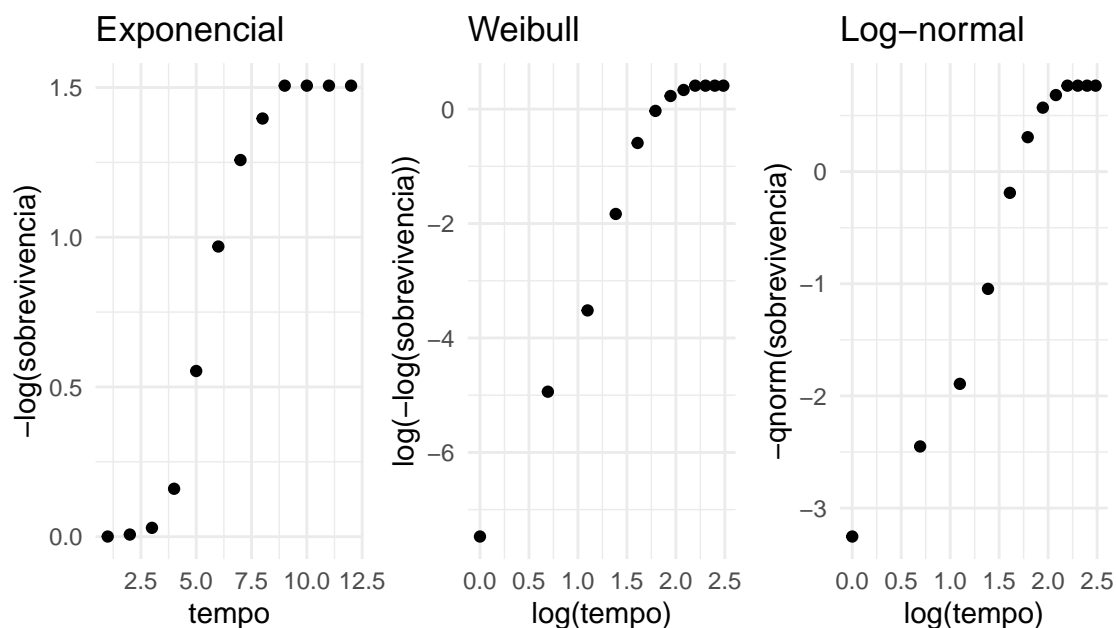 Exponencial
−log(sobrevivencia)
1.5
1.0
0.5
0.0
2.5 5.0 7.5 10.0 12.5
tempo
Weibull
log(−log(sobrevivencia))
0
−2
−4
−6
0.0 0.5 1.0 1.5 2.0 2.5
log(tempo)
Log−normal
−qnorm(sobrevivencia)
0
−1
−2
−3
0.0 0.5 1.0 1.5 2.0 2.5
log(tempo)